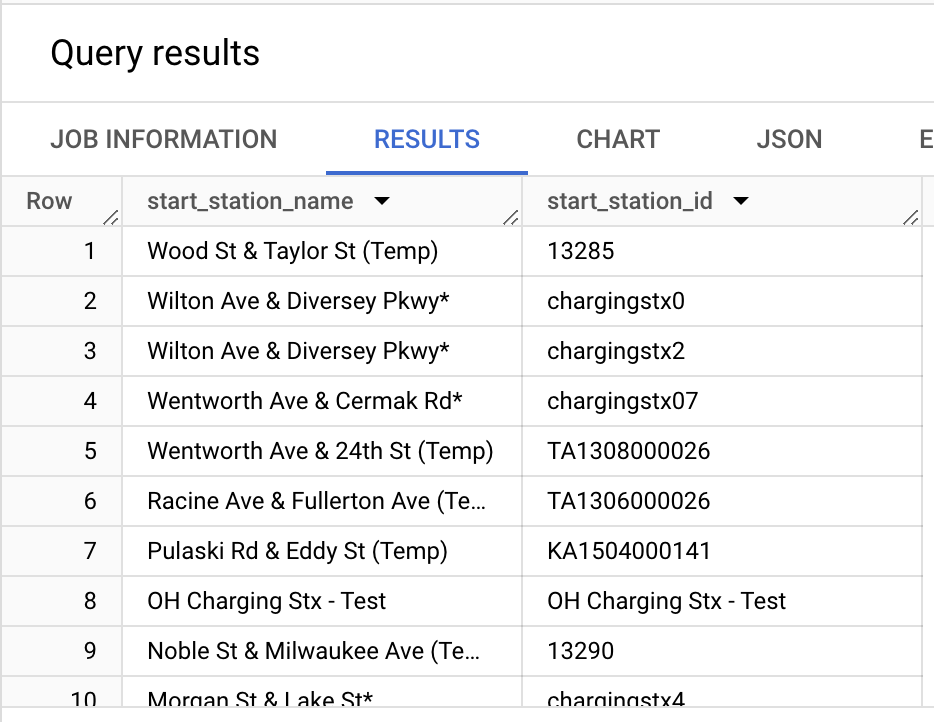 Query results
JOB INFORMATION RESULTS CHART JSON E
Row start_station_name start_station_id
1 Wood St & Taylor St (Temp) 13285
2 Wilton Ave & Diversey Pkwy* chargingstx0
3 Wilton Ave & Diversey Pkwy* chargingstx2
4 Wentworth Ave & Cermak Rd* chargingstx07
5 Wentworth Ave & 24th St (Temp) TA1308000026
6 Racine Ave & Fullerton Ave (Te... TA1306000026
7 Pulaski Rd & Eddy St (Temp) KA1504000141
8 OH Charging Stx - Test OH Charging Stx - Test
9 Noble St & Milwaukee Ave (Te... 13290
10 Morgan St & Lake St* chargingstx4